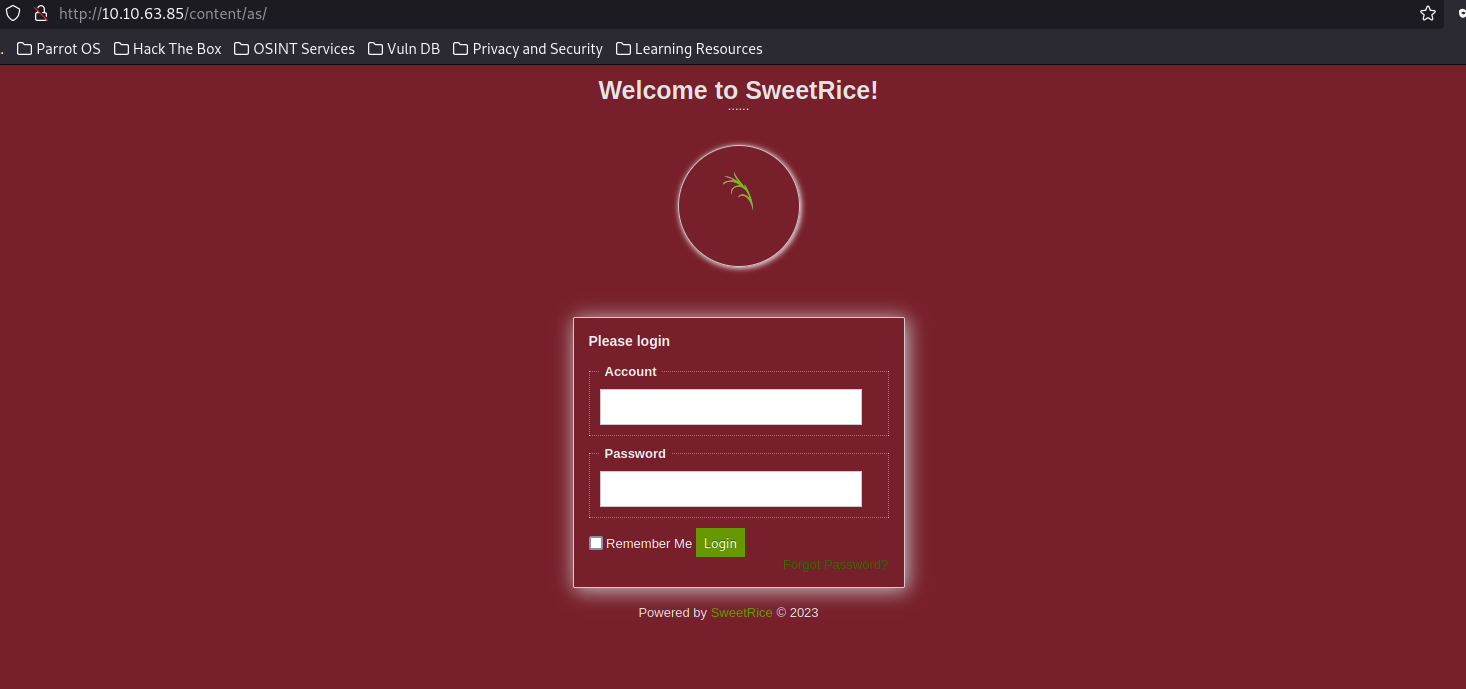 http://10.10.63.85/content/as/
. Parrot OS Hack The Box OSINT Services Vuln DB Privacy and Security Learning Resources
Welcome to SweetRice!
......
Please login
Account
Password
Remember Me Login
Forgot Password?
Powered by SweetRice © 2023